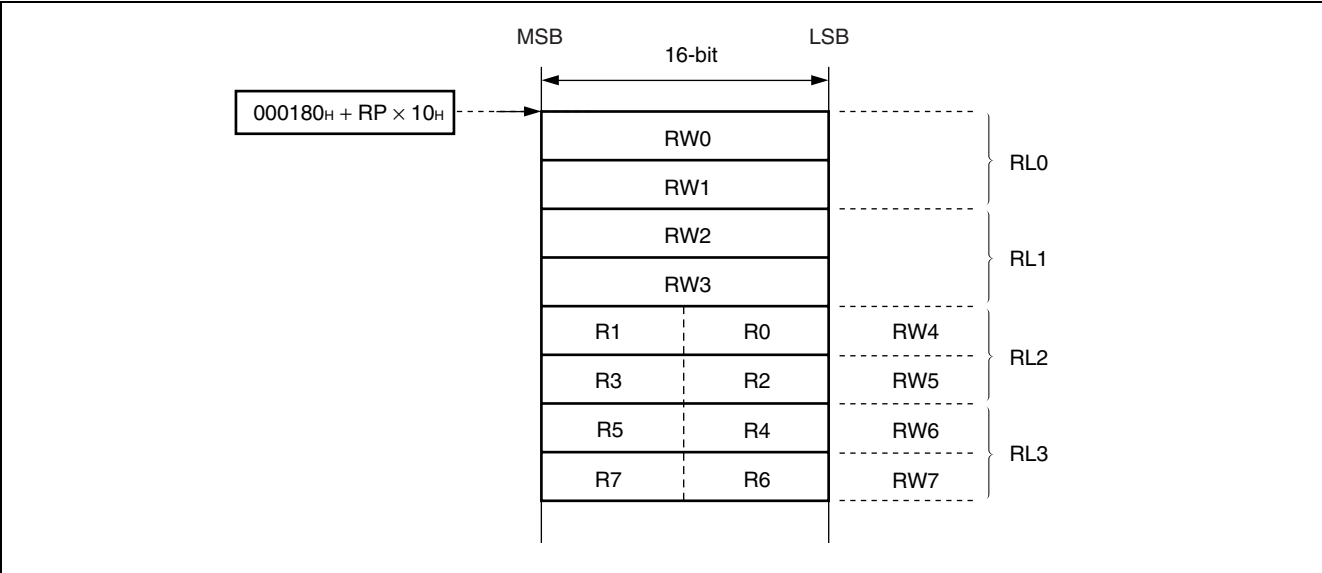 MSB LSB
16-bit
000180H + RP × 10H
RW0
RL0
RW1
RW2
RL1
RW3
R1 R0 RW4
RL2
R3 R2 RW5
R5 R4 RW6
RL3
R7 R6 RW7